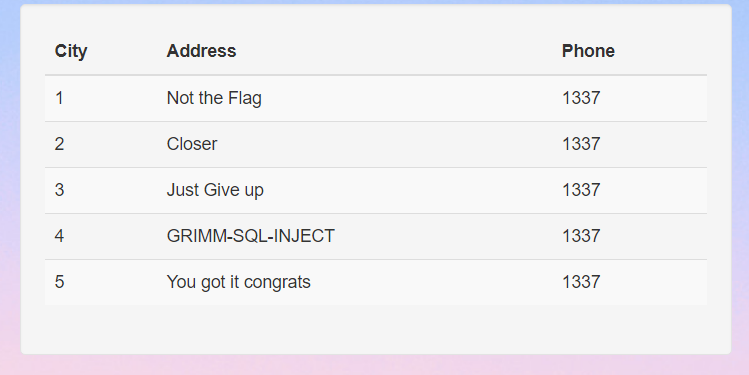 City Address Phone
1 Not the Flag 1337
2 Closer 1337
3 Just Give up 1337
4 GRIMM-SQL-INJECT 1337
5 You got it congrats 1337